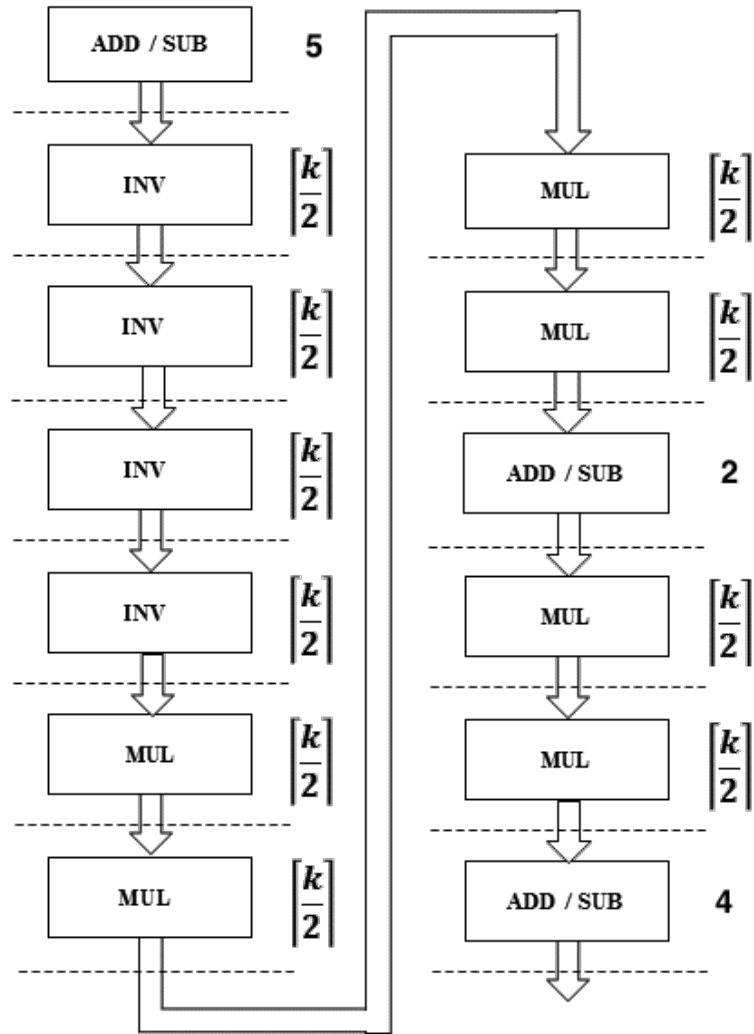 ADD / SUB 5
INV ⌈k/2⌉
INV ⌈k/2⌉
INV ⌈k/2⌉
INV ⌈k/2⌉
MUL ⌈k/2⌉
MUL ⌈k/2⌉
MUL ⌈k/2⌉
MUL ⌈k/2⌉
ADD / SUB 2
MUL ⌈k/2⌉
MUL ⌈k/2⌉
ADD / SUB 4